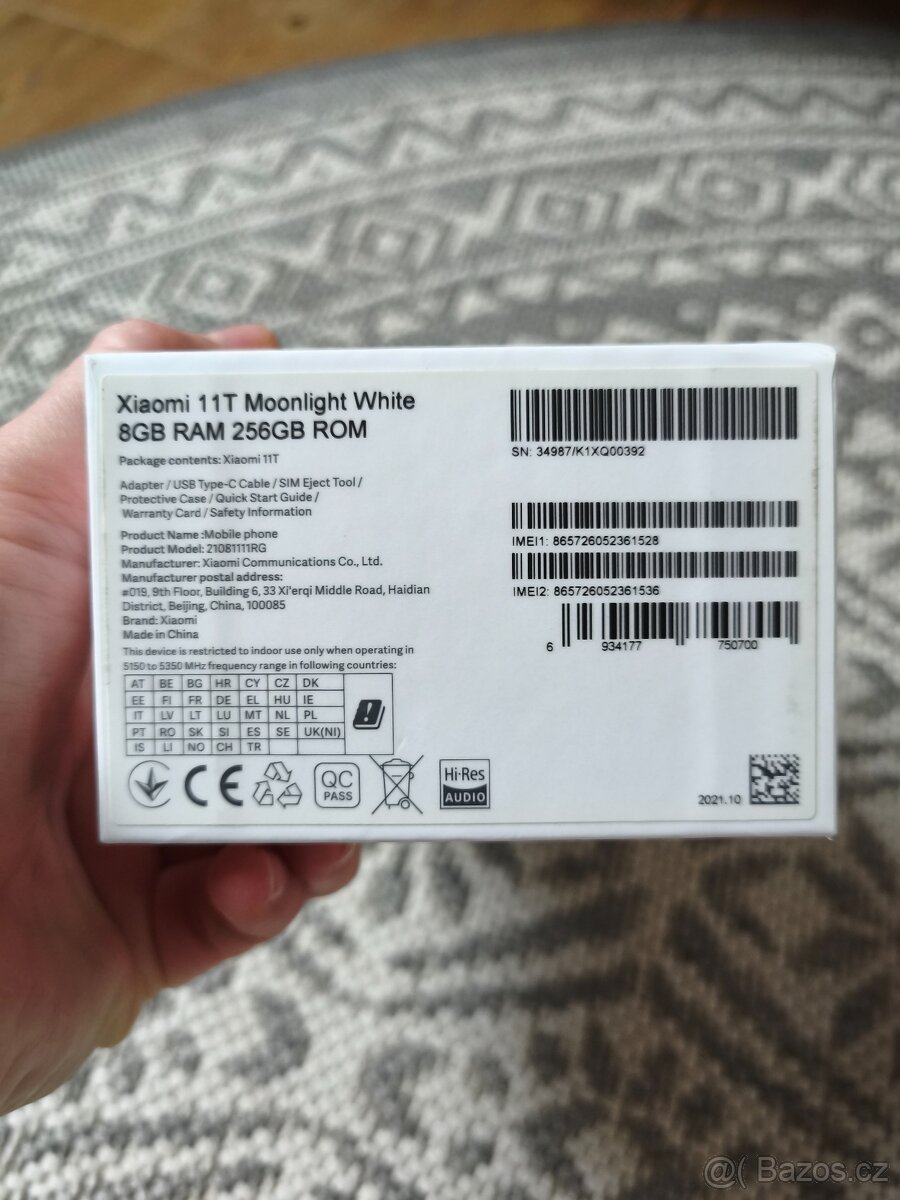 Xiaomi 11T Moonlight White
8GB RAM 256GB ROM
Package contents: Xiaomi 11T
Adapter / USB Type-C Cable / SIM Eject Tool /
Protective Case / Quick Start Guide /
Warranty Card / Safety Information
Product Name :Mobile phone
Product Model: 21081111RG
Manufacturer: Xiaomi Communications Co., Ltd.
Manufacturer postal address:
#019, 9th Floor, Building 6, 33 Xi'erqi Middle Road, Haidian
District, Beijing, China, 100085
Brand: Xiaomi
Made in China
This device is restricted to indoor use only when operating in
5150 to 5350 MHz frequency range in following countries:
AT BE BG HR CY CZ DK
EE FI FR DE EL HU IE
IT LV LT LU MT NL PL
PT RO SK SI ES SE UK(NI)
IS LI NO CH TR
CE
QC
PASS
Hi-Res
AUDIO
SN: 34987/K1XQ00392
IMEI1: 865726052361528
IMEI2: 865726052361536
6 934177 750700
2021.10
@( Bazos.cz